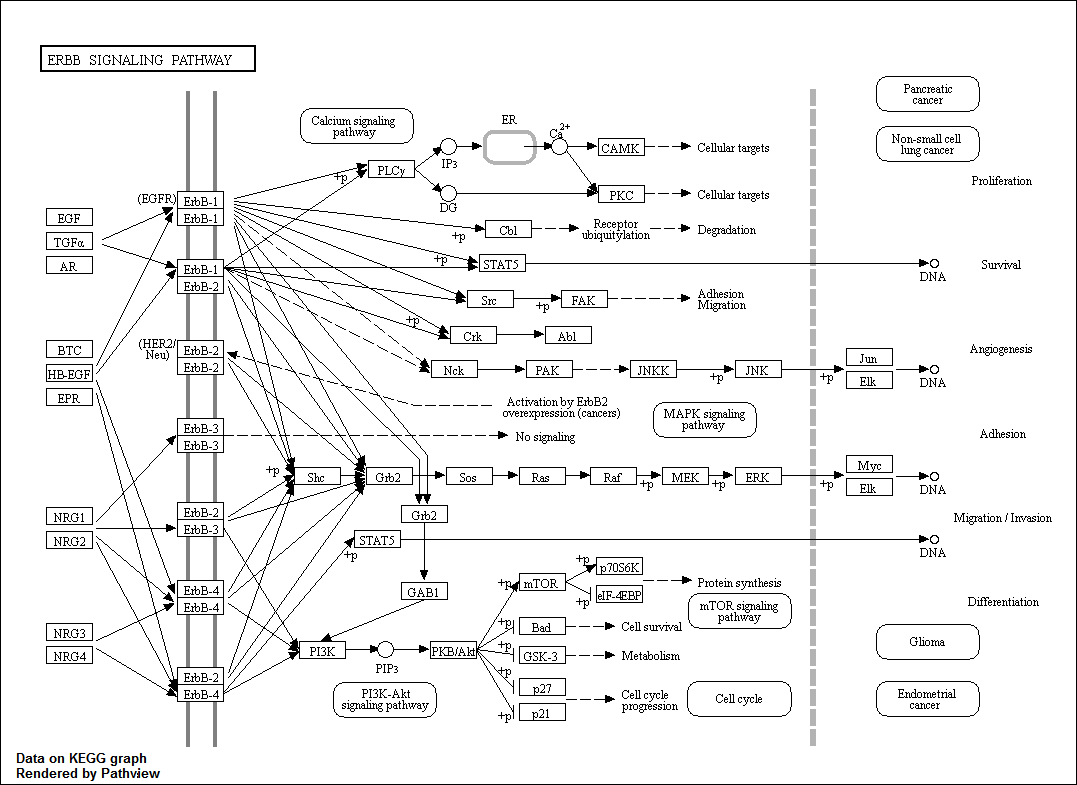 ERBB SIGNALING PATHWAY
Pancreatic
cancer
Calcium signaling
pathway
ER
Ca2+
Non-small cell
lung cancer
CAMK
Cellular targets
IP3
+p
PLCγ
Proliferation
DG
PKC
Cellular targets
(EGFR)
ErbB-1
ErbB-1
EGF
TGFα
AR
+p
Cbl
Receptor
ubiquitylation
Degradation
ErbB-1
ErbB-2
+p
STAT5
DNA
Survival
Src
+p
FAK
Adhesion
Migration
+p
Crk
Abl
(HER2/
Neu)
ErbB-2
ErbB-2
BTC
HB-EGF
EPR
Nck
PAK
JNKK
+p
JNK
+p
Jun
Elk
DNA
Angiogenesis
Activation by ErbB2
overexpression (cancers)
MAPK signaling
pathway
ErbB-3
ErbB-3
No signaling
Adhesion
+p
Shc
Grb2
Sos
Ras
Raf
+p
MEK
+p
ERK
+p
Myc
Elk
DNA
NRG1
NRG2
ErbB-2
ErbB-3
Grb2
Migration / Invasion
+p
STAT5
DNA
ErbB-4
ErbB-4
GAB1
+p
mTOR
+p
p70S6K
+p
eIF-4EBP
Protein synthesis
mTOR signaling
pathway
Differentiation
NRG3
NRG4
+p
Bad
Cell survival
Glioma
PI3K
PIP3
PKB/Akt
+p
GSK-3
Metabolism
ErbB-2
ErbB-4
PI3K-Akt
signaling pathway
+p
p27
+p
p21
Cell cycle
progression
Cell cycle
Endometrial
cancer
Data on KEGG graph
Rendered by Pathview